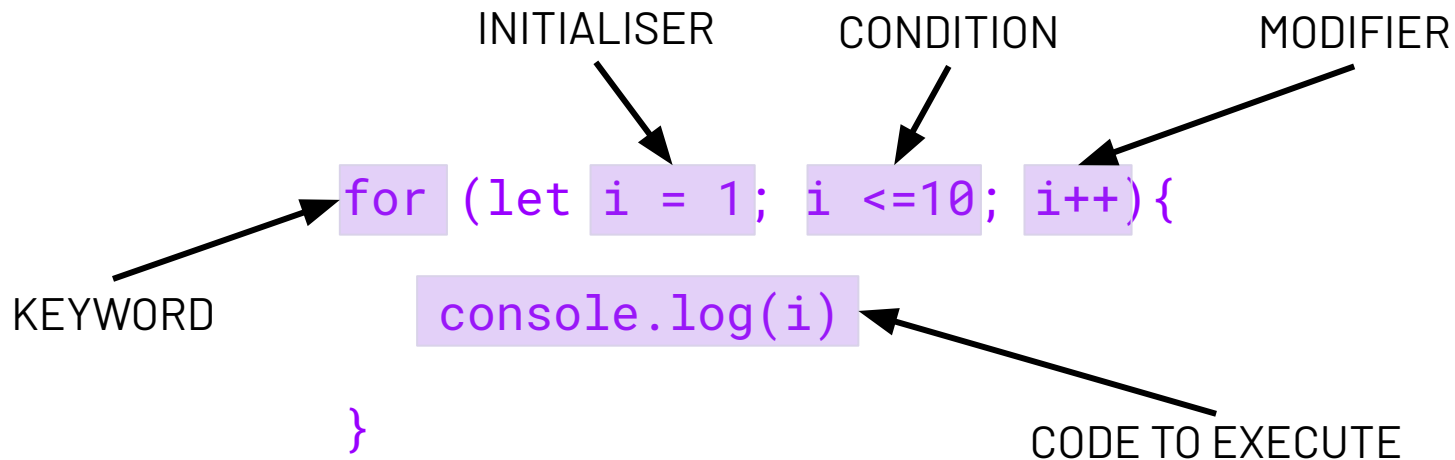 INITIALISER
CONDITION
MODIFIER
for (let i = 1; i <=10; i++){
KEYWORD
console.log(i)
}
CODE TO EXECUTE